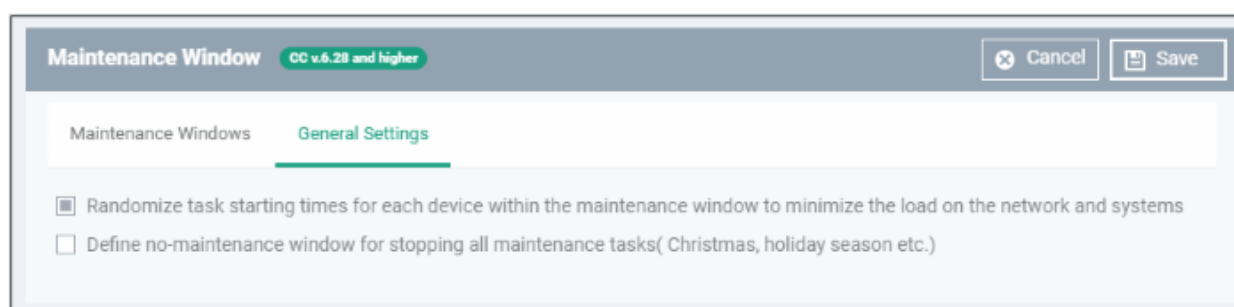 Maintenance Window CC v.6.28 and higher Cancel Save
Maintenance Windows General Settings
Randomize task starting times for each device within the maintenance window to minimize the load on the network and systems
Define no-maintenance window for stopping all maintenance tasks( Christmas, holiday season etc.)